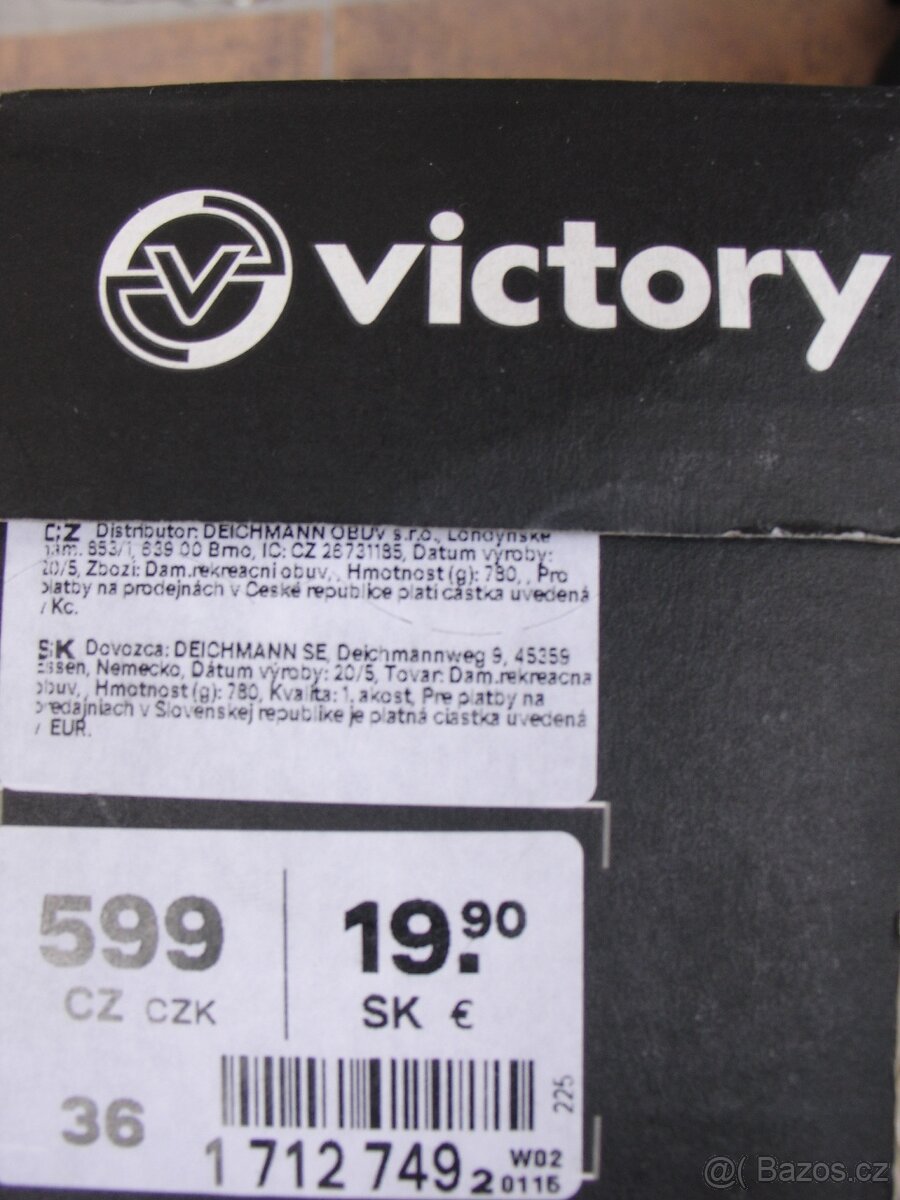 V victory
CZ Distributor: DEICHMANN OBUV s.r.o., Londýnské
nám. 853/1, 639 00 Brno, IC: CZ 26731185, Datum výroby:
20/5, Zbozi: Dam.rekreacni obuv, , Hmotnost (g): 780, , Pro
platby na prodejnách v Ceské republice plati cástka uvedená
v Kc.
SK Dovozca: DEICHMANN SE, Deichmannweg 9, 45359
Essen, Nemecko, Dátum výroby: 20/5, Tovar: Dam.rekreacna
obuv, , Hmotnost (g): 780, Kvalita: 1. akost, Pre platby na
predajniach v Slovenskej republike je platná ciastka uvedená
v EUR.
599 19.90
CZ CZK SK €
225
36
1 712 749 2 W02
0115
@( Bazos.cz